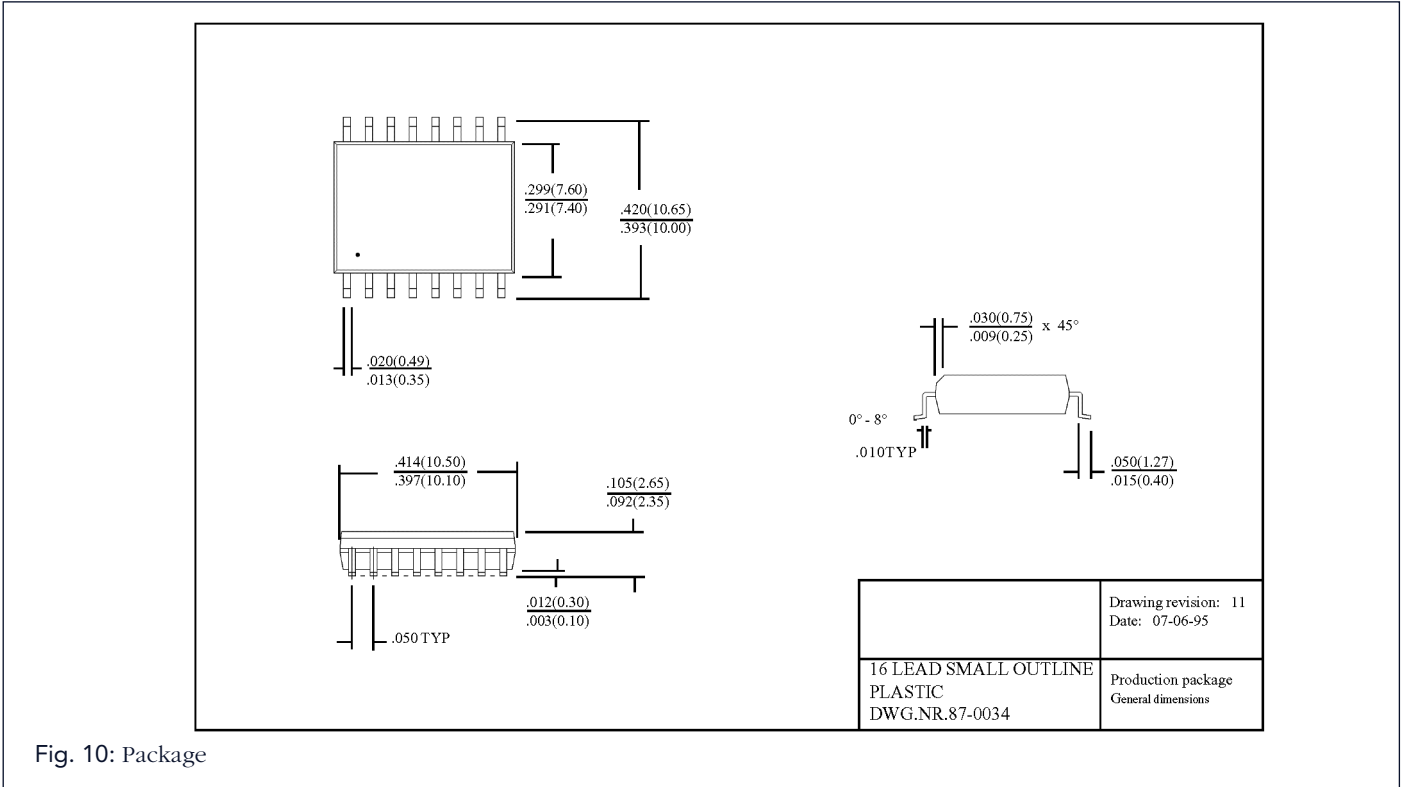 .299(7.60)
.291(7.40)
.420(10.65)
.393(10.00)
.020(0.49)
.013(0.35)
.030(0.75)
.009(0.25)
x 45°
0° - 8°
.010TYP
.050(1.27)
.015(0.40)
.414(10.50)
.397(10.10)
.105(2.65)
.092(2.35)
.012(0.30)
.003(0.10)
.050 TYP
Drawing revision: 11
Date: 07-06-95
16 LEAD SMALL OUTLINE
PLASTIC
DWG.NR.87-0034
Production package
General dimensions
Fig. 10: Package